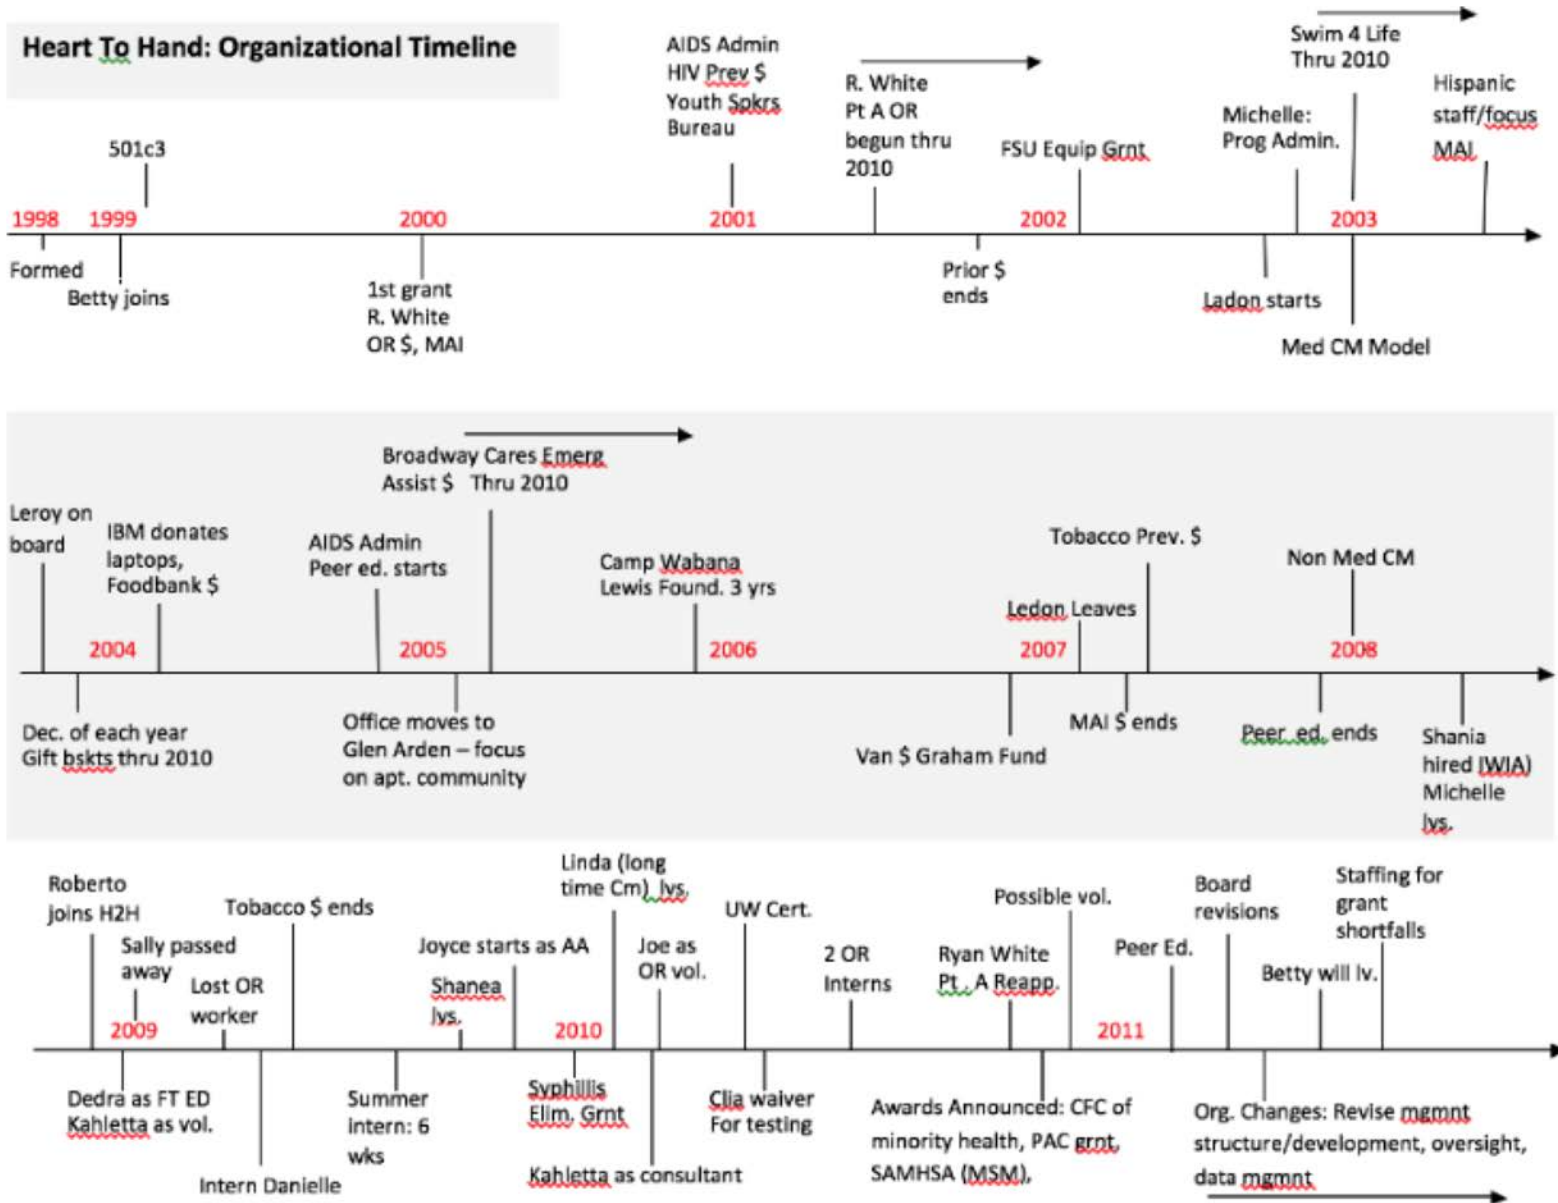 Heart To Hand: Organizational Timeline
501c3
AIDS Admin
HIV Prev $
Youth Spkrs
Bureau
R. White
Pt A OR
begun thru
2010
FSU Equip Grnt
Michelle:
Prog Admin.
Swim 4 Life
Thru 2010
Hispanic
staff/focus
MAI
1998 1999 2000 2001 2002 2003
Formed
Betty joins
1st grant
R. White
OR $, MAI
Prior $
ends
Ladon starts
Med CM Model
Leroy on
board
IBM donates
laptops,
Foodbank $
AIDS Admin
Peer ed. starts
Broadway Cares Emerg
Assist $ Thru 2010
Camp Wabana
Lewis Found. 3 yrs
Ledon Leaves
Tobacco Prev. $
Non Med CM
2004 2005 2006 2007 2008
Dec. of each year
Gift bskts thru 2010
Office moves to
Glen Arden – focus
on apt. community
Van $ Graham Fund
MAI $ ends
Peer ed. ends
Shania
hired IWIA)
Michelle
lvs.
Roberto
joins H2H
Sally passed
away
Lost OR
worker
Tobacco $ ends
Joyce starts as AA
Shanea
lvs.
Linda (long
time Cm) lvs.
Joe as
OR vol.
UW Cert.
2 OR
Interns
Ryan White
Pt . A Reapp.
Possible vol.
Peer Ed.
Board
revisions
Betty will lv.
Staffing for
grant
shortfalls
2009 2010 2011
Dedra as FT ED
Kahletta as vol.
Intern Danielle
Summer
intern: 6
wks
Syphillis
Elim. Grnt
Kahletta as consultant
Clia waiver
For testing
Awards Announced: CFC of
minority health, PAC grnt,
SAMHSA (MSM),
Org. Changes: Revise mgmnt
structure/development, oversight,
data mgmnt